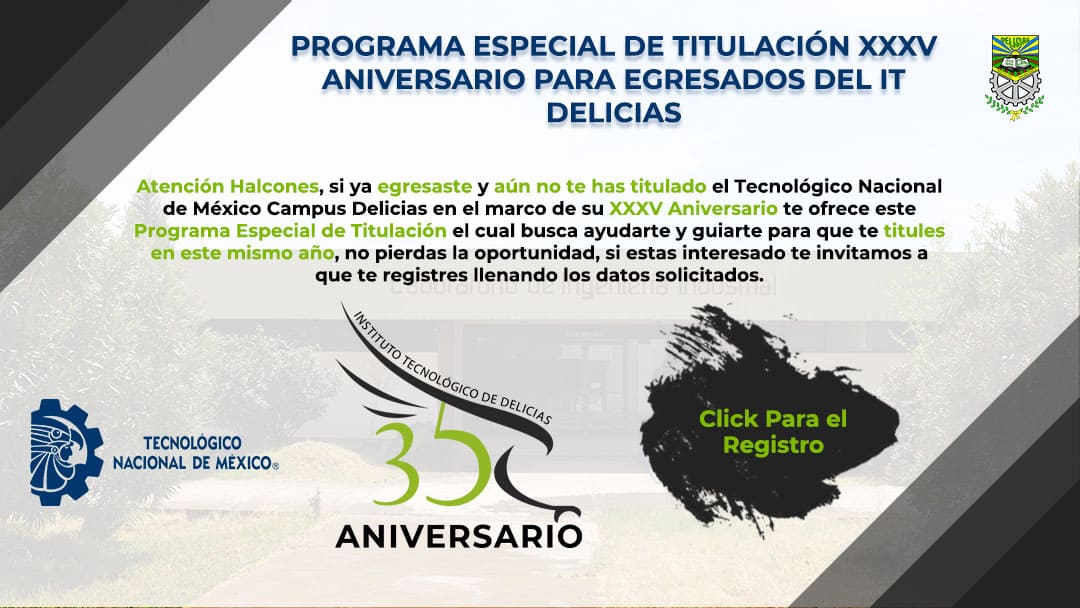 PROGRAMA ESPECIAL DE TITULACIÓN XXXV
ANIVERSARIO PARA EGRESADOS DEL IT
DELICIAS
DELICIAS
Atención Halcones, si ya egresaste y aún no te has titulado el Tecnológico Nacional
de México Campus Delicias en el marco de su XXXV Aniversario te ofrece este
Programa Especial de Titulación el cual busca ayudarte y guiarte para que te titules
en este mismo año, no pierdas la oportunidad, si estas interesado te invitamos a
que te registres llenando los datos solicitados.
Laboratorio de Ingeniería Industrial
INSTITUTO TECNOLÓGICO DE DELICIAS
35
ANIVERSARIO
Click Para el
Registro
TECNOLÓGICO
NACIONAL DE MÉXICO®